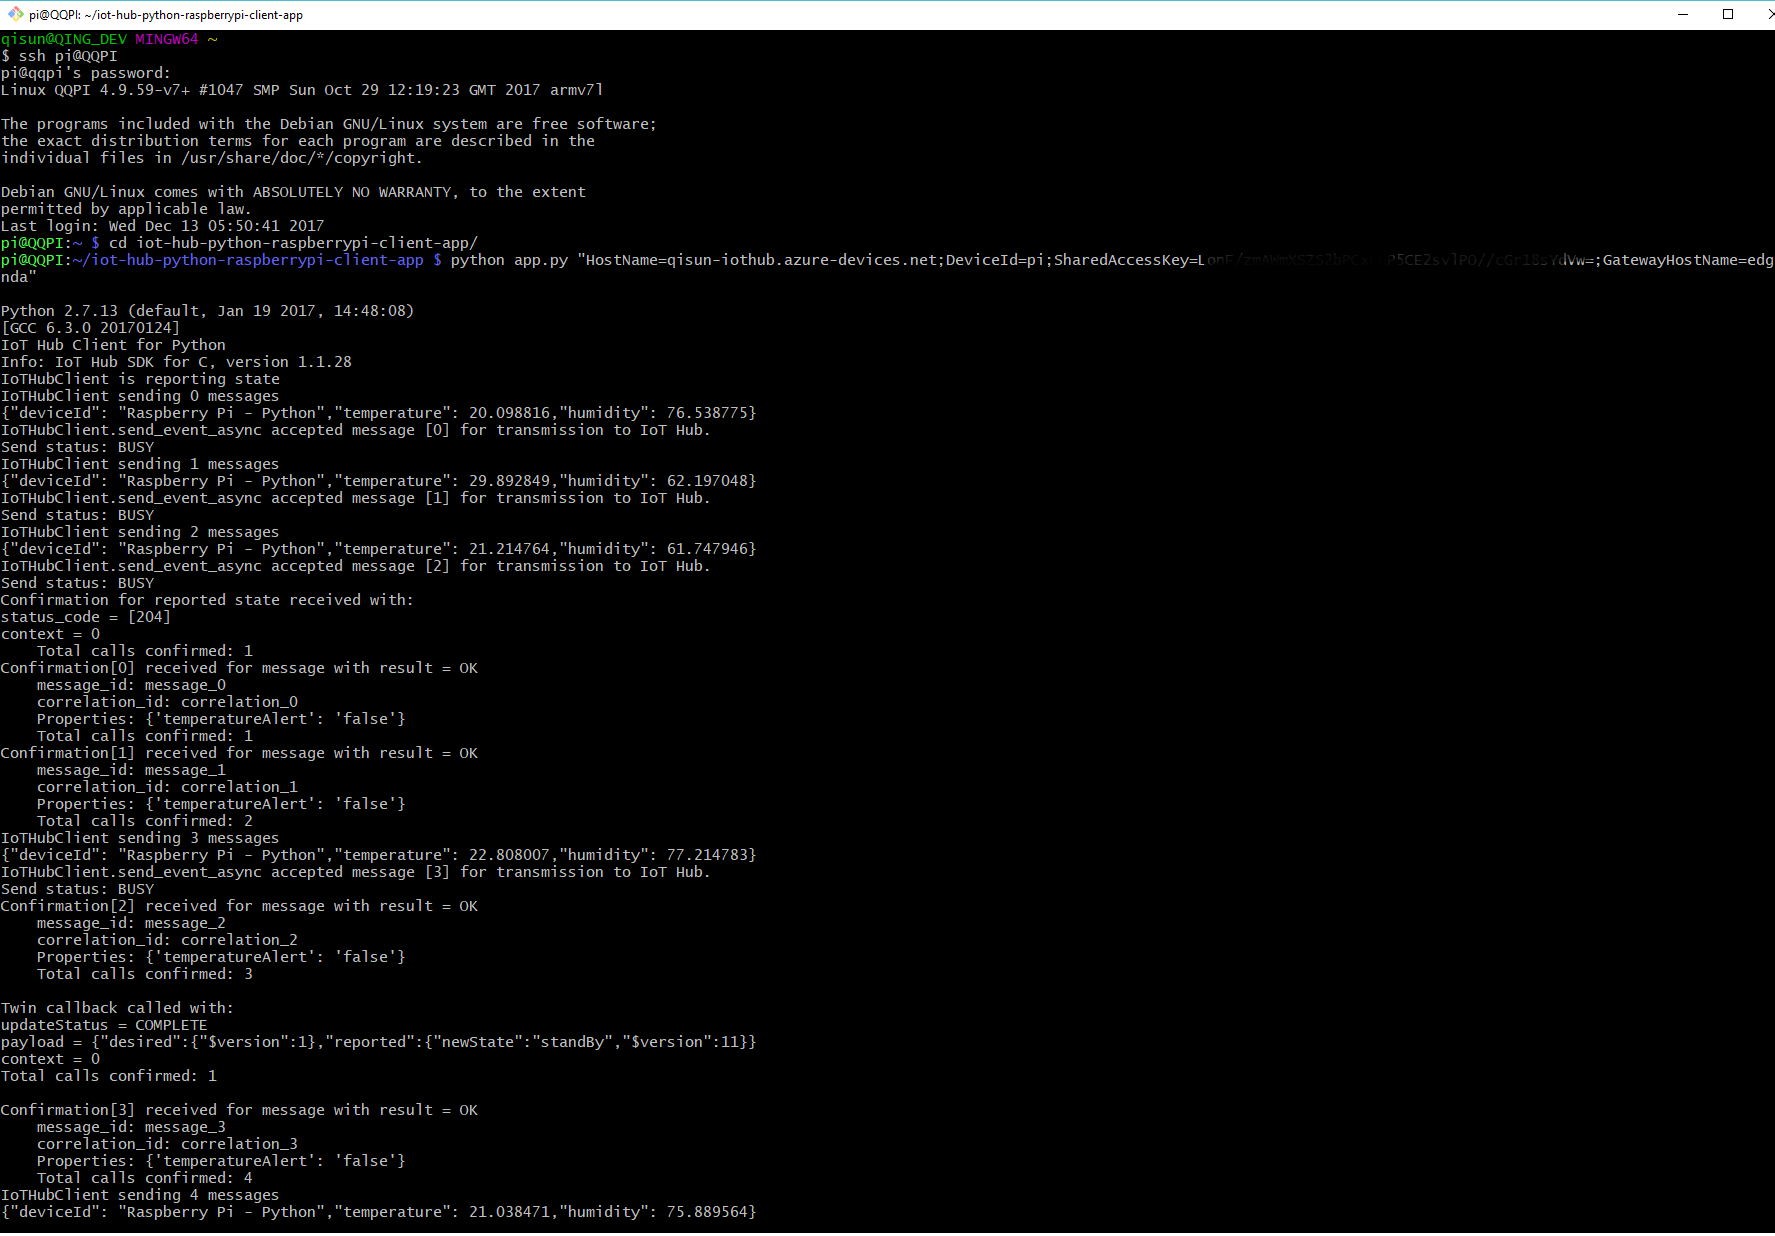 pi@QQPI: ~/iot-hub-python-raspberrypi-client-app
qisun@QING_DEV MINGW64 ~
$ ssh pi@QQPI
pi@qqpi's password:
Linux QQPI 4.9.59-v7+ #1047 SMP Sun Oct 29 12:19:23 GMT 2017 armv7l
The programs included with the Debian GNU/Linux system are free software;
the exact distribution terms for each program are described in the
individual files in /usr/share/doc/*/copyright.
Debian GNU/Linux comes with ABSOLUTELY NO WARRANTY, to the extent
permitted by applicable law.
Last login: Wed Dec 13 05:50:41 2017
pi@QQPI:~ $ cd iot-hub-python-raspberrypi-client-app/
pi@QQPI:~/iot-hub-python-raspberrypi-client-app $ python app.py "HostName=qisun-iothub.azure-devices.net;DeviceId=pi;SharedAccessKey= ;GatewayHostName=edg
nda"
Python 2.7.13 (default, Jan 19 2017, 14:48:08)
[GCC 6.3.0 20170124]
IoT Hub Client for Python
Info: IoT Hub SDK for C, version 1.1.28
IoTHubClient is reporting state
IoTHubClient sending 0 messages
{"deviceId": "Raspberry Pi - Python","temperature": 20.098816,"humidity": 76.538775}
IoTHubClient.send_event_async accepted message [0] for transmission to IoT Hub.
Send status: BUSY
IoTHubClient sending 1 messages
{"deviceId": "Raspberry Pi - Python","temperature": 29.892849,"humidity": 62.197048}
IoTHubClient.send_event_async accepted message [1] for transmission to IoT Hub.
Send status: BUSY
IoTHubClient sending 2 messages
{"deviceId": "Raspberry Pi - Python","temperature": 21.214764,"humidity": 61.747946}
IoTHubClient.send_event_async accepted message [2] for transmission to IoT Hub.
Send status: BUSY
Confirmation for reported state received with:
status_code = [204]
context = 0
Total calls confirmed: 1
Confirmation[0] received for message with result = OK
message_id: message_0
correlation_id: correlation_0
Properties: {'temperatureAlert': 'false'}
Total calls confirmed: 1
Confirmation[1] received for message with result = OK
message_id: message_1
correlation_id: correlation_1
Properties: {'temperatureAlert': 'false'}
Total calls confirmed: 2
IoTHubClient sending 3 messages
{"deviceId": "Raspberry Pi - Python","temperature": 22.808007,"humidity": 77.214783}
IoTHubClient.send_event_async accepted message [3] for transmission to IoT Hub.
Send status: BUSY
Confirmation[2] received for message with result = OK
message_id: message_2
correlation_id: correlation_2
Properties: {'temperatureAlert': 'false'}
Total calls confirmed: 3
Twin callback called with:
updateStatus = COMPLETE
payload = {"desired":{"$version":1},"reported":{"newState":"standBy","$version":11}}
context = 0
Total calls confirmed: 1
Confirmation[3] received for message with result = OK
message_id: message_3
correlation_id: correlation_3
Properties: {'temperatureAlert': 'false'}
Total calls confirmed: 4
IoTHubClient sending 4 messages
{"deviceId": "Raspberry Pi - Python","temperature": 21.038471,"humidity": 75.889564}